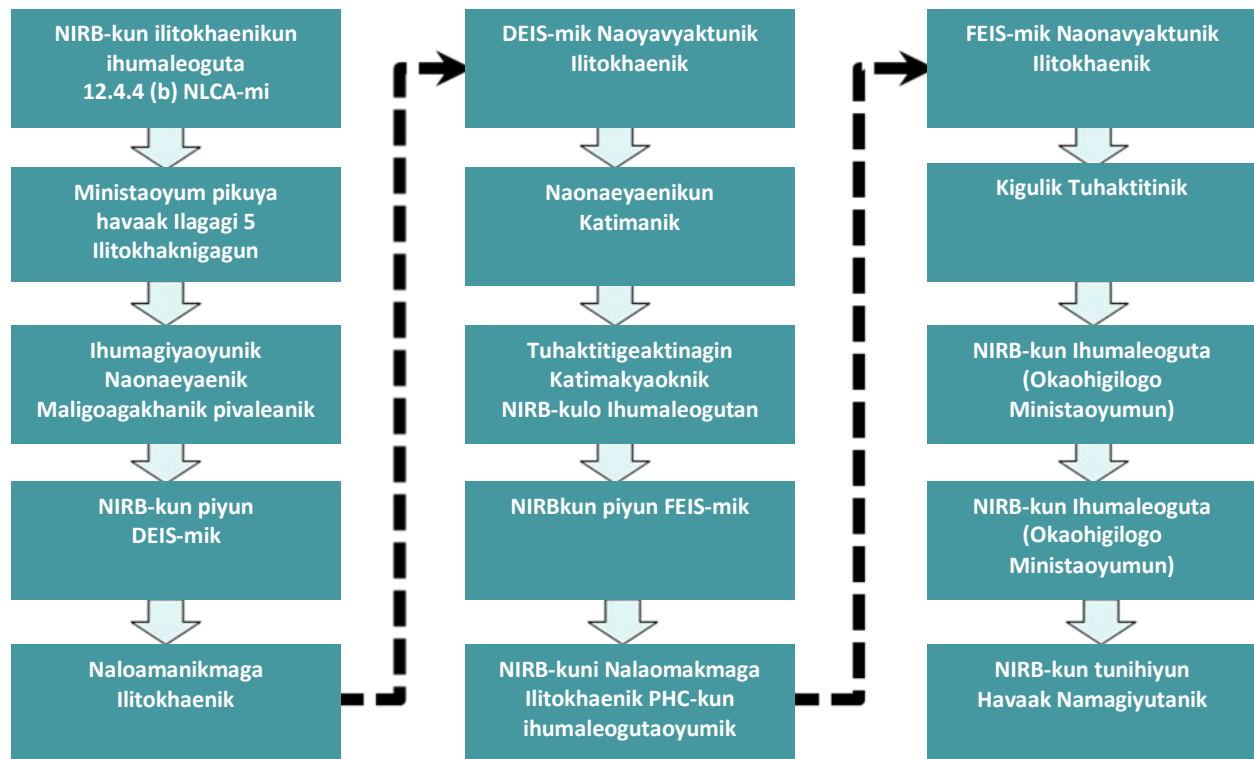 NIRB-kun ilitokhaenikun
ihumaleoguta
12.4.4 (b) NLCA-mi
Ministaoyum pikuya
havaak Ilagagi 5
Ilitokhaknigagun
Ihumagiyaoyunik
Naonaeyaenik
Maligoagakhanik pivaleanik
NIRB-kun piyun
DEIS-mik
Naloamanikmaga
Ilitokhaenik
DEIS-mik Naoyavyaktunik
Ilitokhaenik
Naonaeyaenikun
Katimanik
Tuhaktitigeaktinagin
Katimakyaoknik
NIRB-kulo Ihumaleogutan
NIRBkun piyun FEIS-mik
NIRB-kuni Nalaomakmaga
Ilitokhaenik PHC-kun
ihumaleogutaoyumik
FEIS-mik Naonavyaktunik
Ilitokhaenik
Kigulik Tuhaktitinik
NIRB-kun Ihumaleoguta
(Okaohigilogo
Ministaoyumun)
NIRB-kun Ihumaleoguta
(Okaohigilogo
Ministaoyumun)
NIRB-kun tunihiyun
Havaak Namagiyutanik